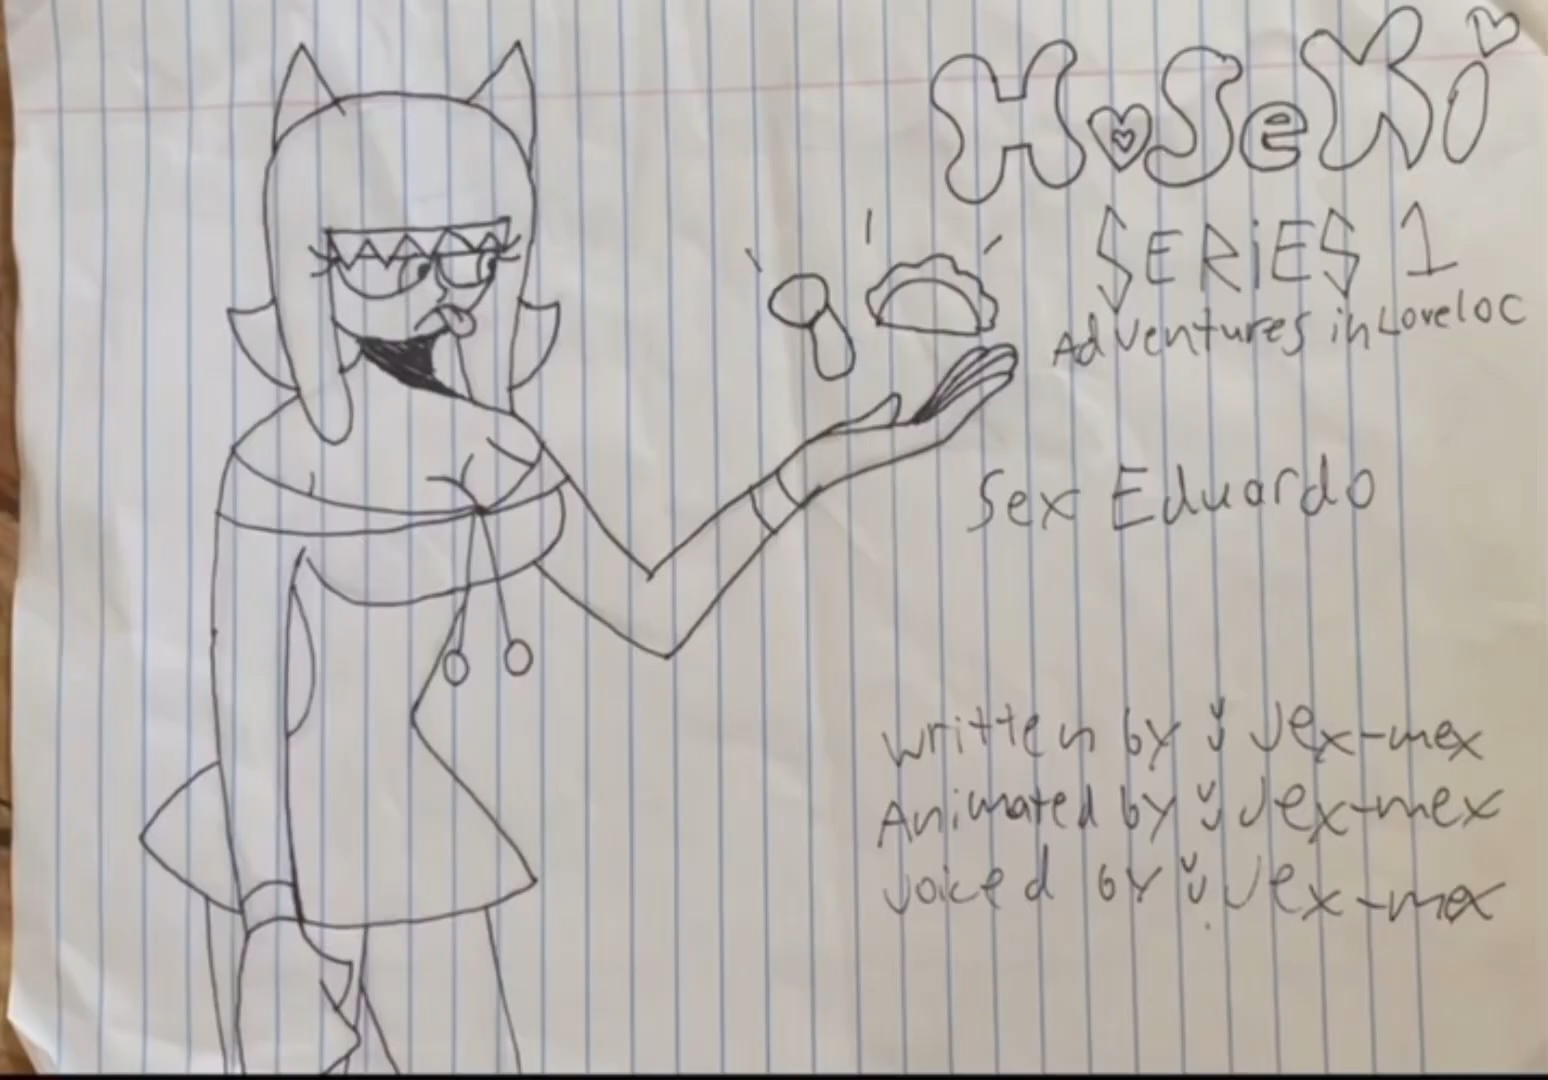 HoSeKi
SERiES 1
Adventures in Loveloc
Sex Eduardo
written by Jex-mex
Animated by Jex-mex
voiced by Jex-mex